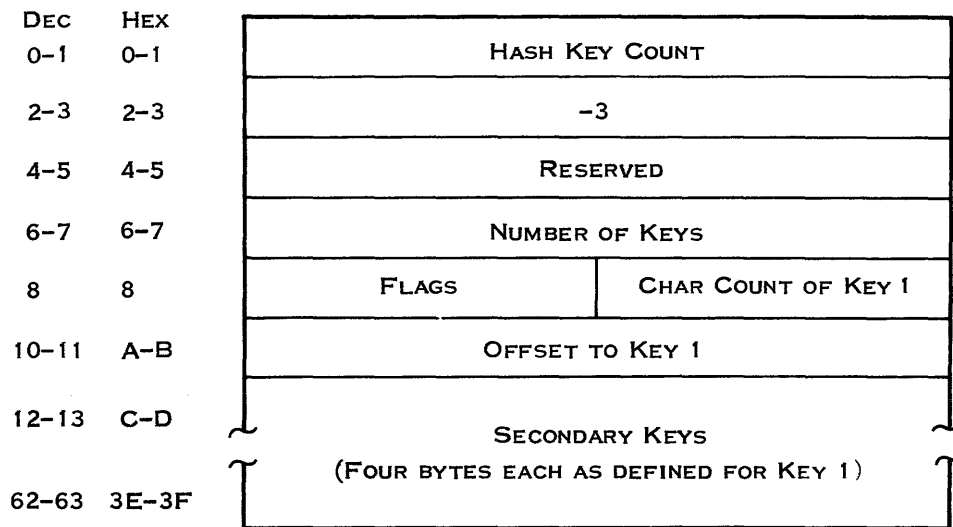 DEC HEX
0-1 0-1 HASH KEY COUNT
2-3 2-3 -3
4-5 4-5 RESERVED
6-7 6-7 NUMBER OF KEYS
8 8 FLAGS CHAR COUNT OF KEY 1
10-11 A-B OFFSET TO KEY 1
12-13 C-D
SECONDARY KEYS
(FOUR BYTES EACH AS DEFINED FOR KEY 1)
62-63 3E-3F